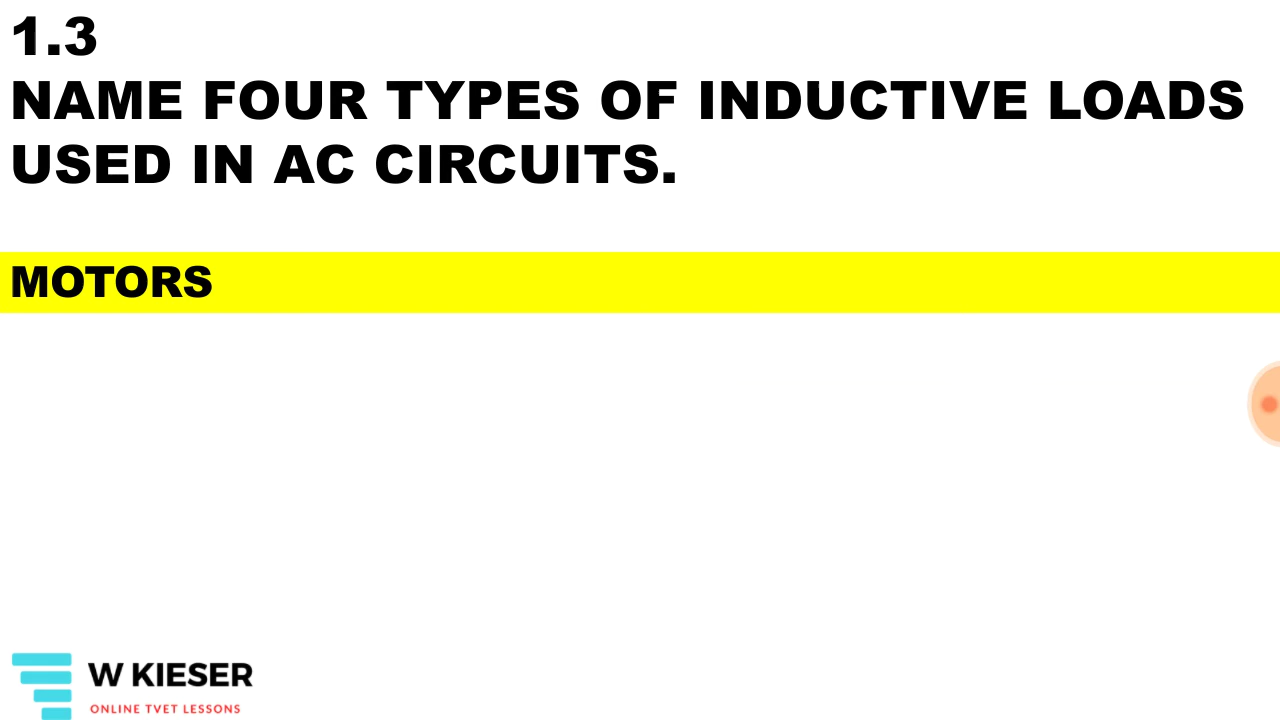 1.3
NAME FOUR TYPES OF INDUCTIVE LOADS
USED IN AC CIRCUITS.
MOTORS
W KIESER
ONLINE TVET LESSONS